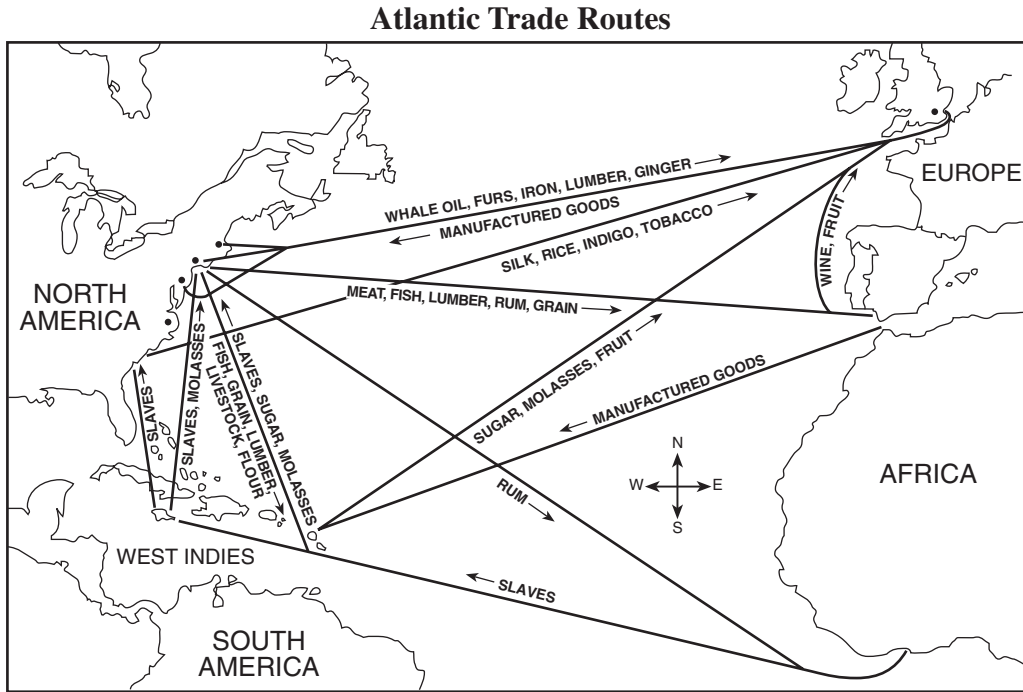 Atlantic Trade Routes
WHALE OIL, FURS, IRON, LUMBER, GINGER
MANUFACTURED GOODS
SILK, RICE, INDIGO, TOBACCO
EUROPE
WINE, FRUIT
NORTH
AMERICA
MEAT, FISH, LUMBER, RUM, GRAIN
SLAVES
SLAVES, MOLASSES
SLAVES, SUGAR, MOLASSES
FISH, GRAIN, LUMBER,
LIVESTOCK, FLOUR
SUGAR, MOLASSES, FRUIT
MANUFACTURED GOODS
RUM
N
W
E
S
AFRICA
WEST INDIES
SLAVES
SOUTH
AMERICA